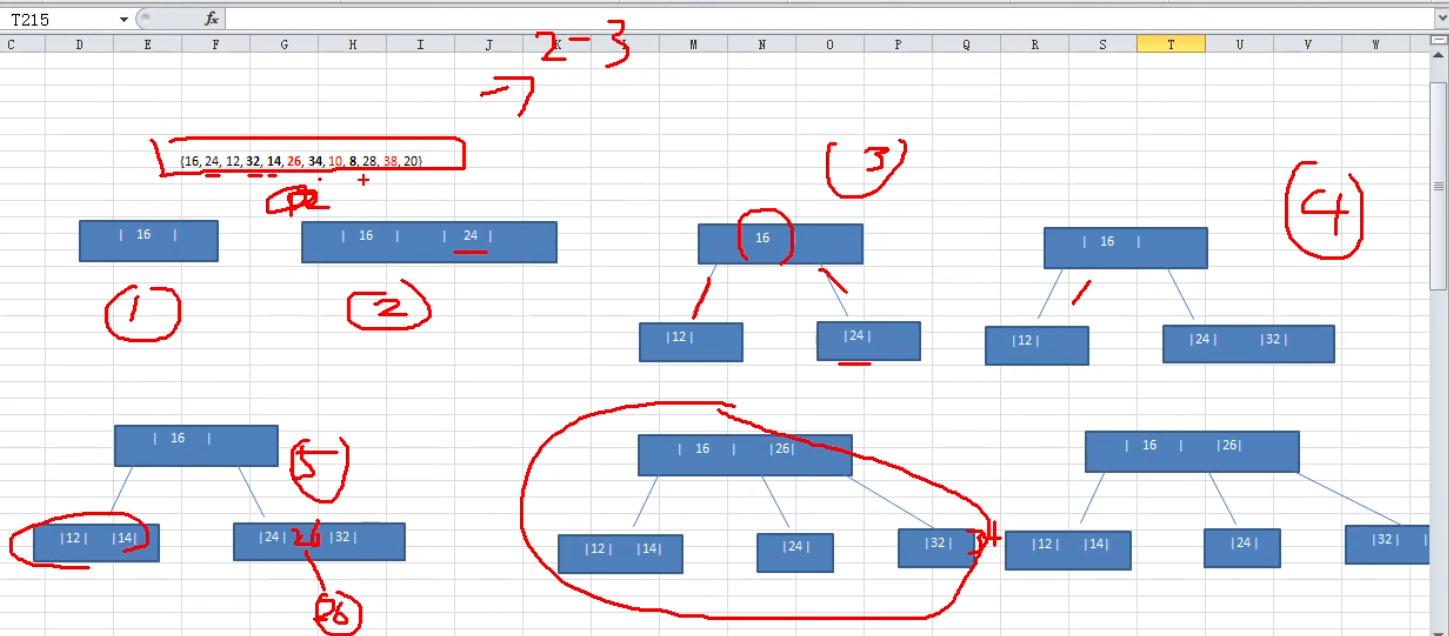 T215 fx
C D E F G H I J K L M N O P Q R S T U V W
2-3
→
{16, 24, 12, 32, 14, 26, 34, 10, 8, 28, 38, 20}
3
4
| 16 |
| 16 | | 24 |
16
| 16 |
1
2
|12|
|24|
|12|
|24| |32|
| 16 |
5
| 16 | |26|
| 16 | |26|
|12| |14|
|24| 26 |32|
|12| |14|
|24|
|32| 34
|12| |14|
|24|
|32| |
26